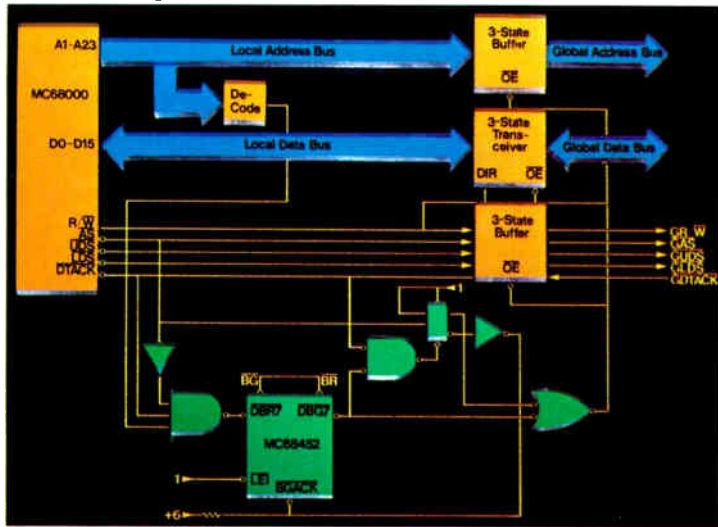 A1-A23
Local Address Bus
3-State
Buffer
OE
Global Address Bus
MC68000
De-
Code
D0-D15
Local Data Bus
3-State
Trans-
ceiver
DIR OE
Global Data Bus
R/W
AS
UDS
LDS
DTACK
3-State
Buffer
OE
GR/W
GAS
GUDS
GLDS
GDTACK
1
BG
BR
DBR7 DBG7
MC68452
1
LEI
BGACK